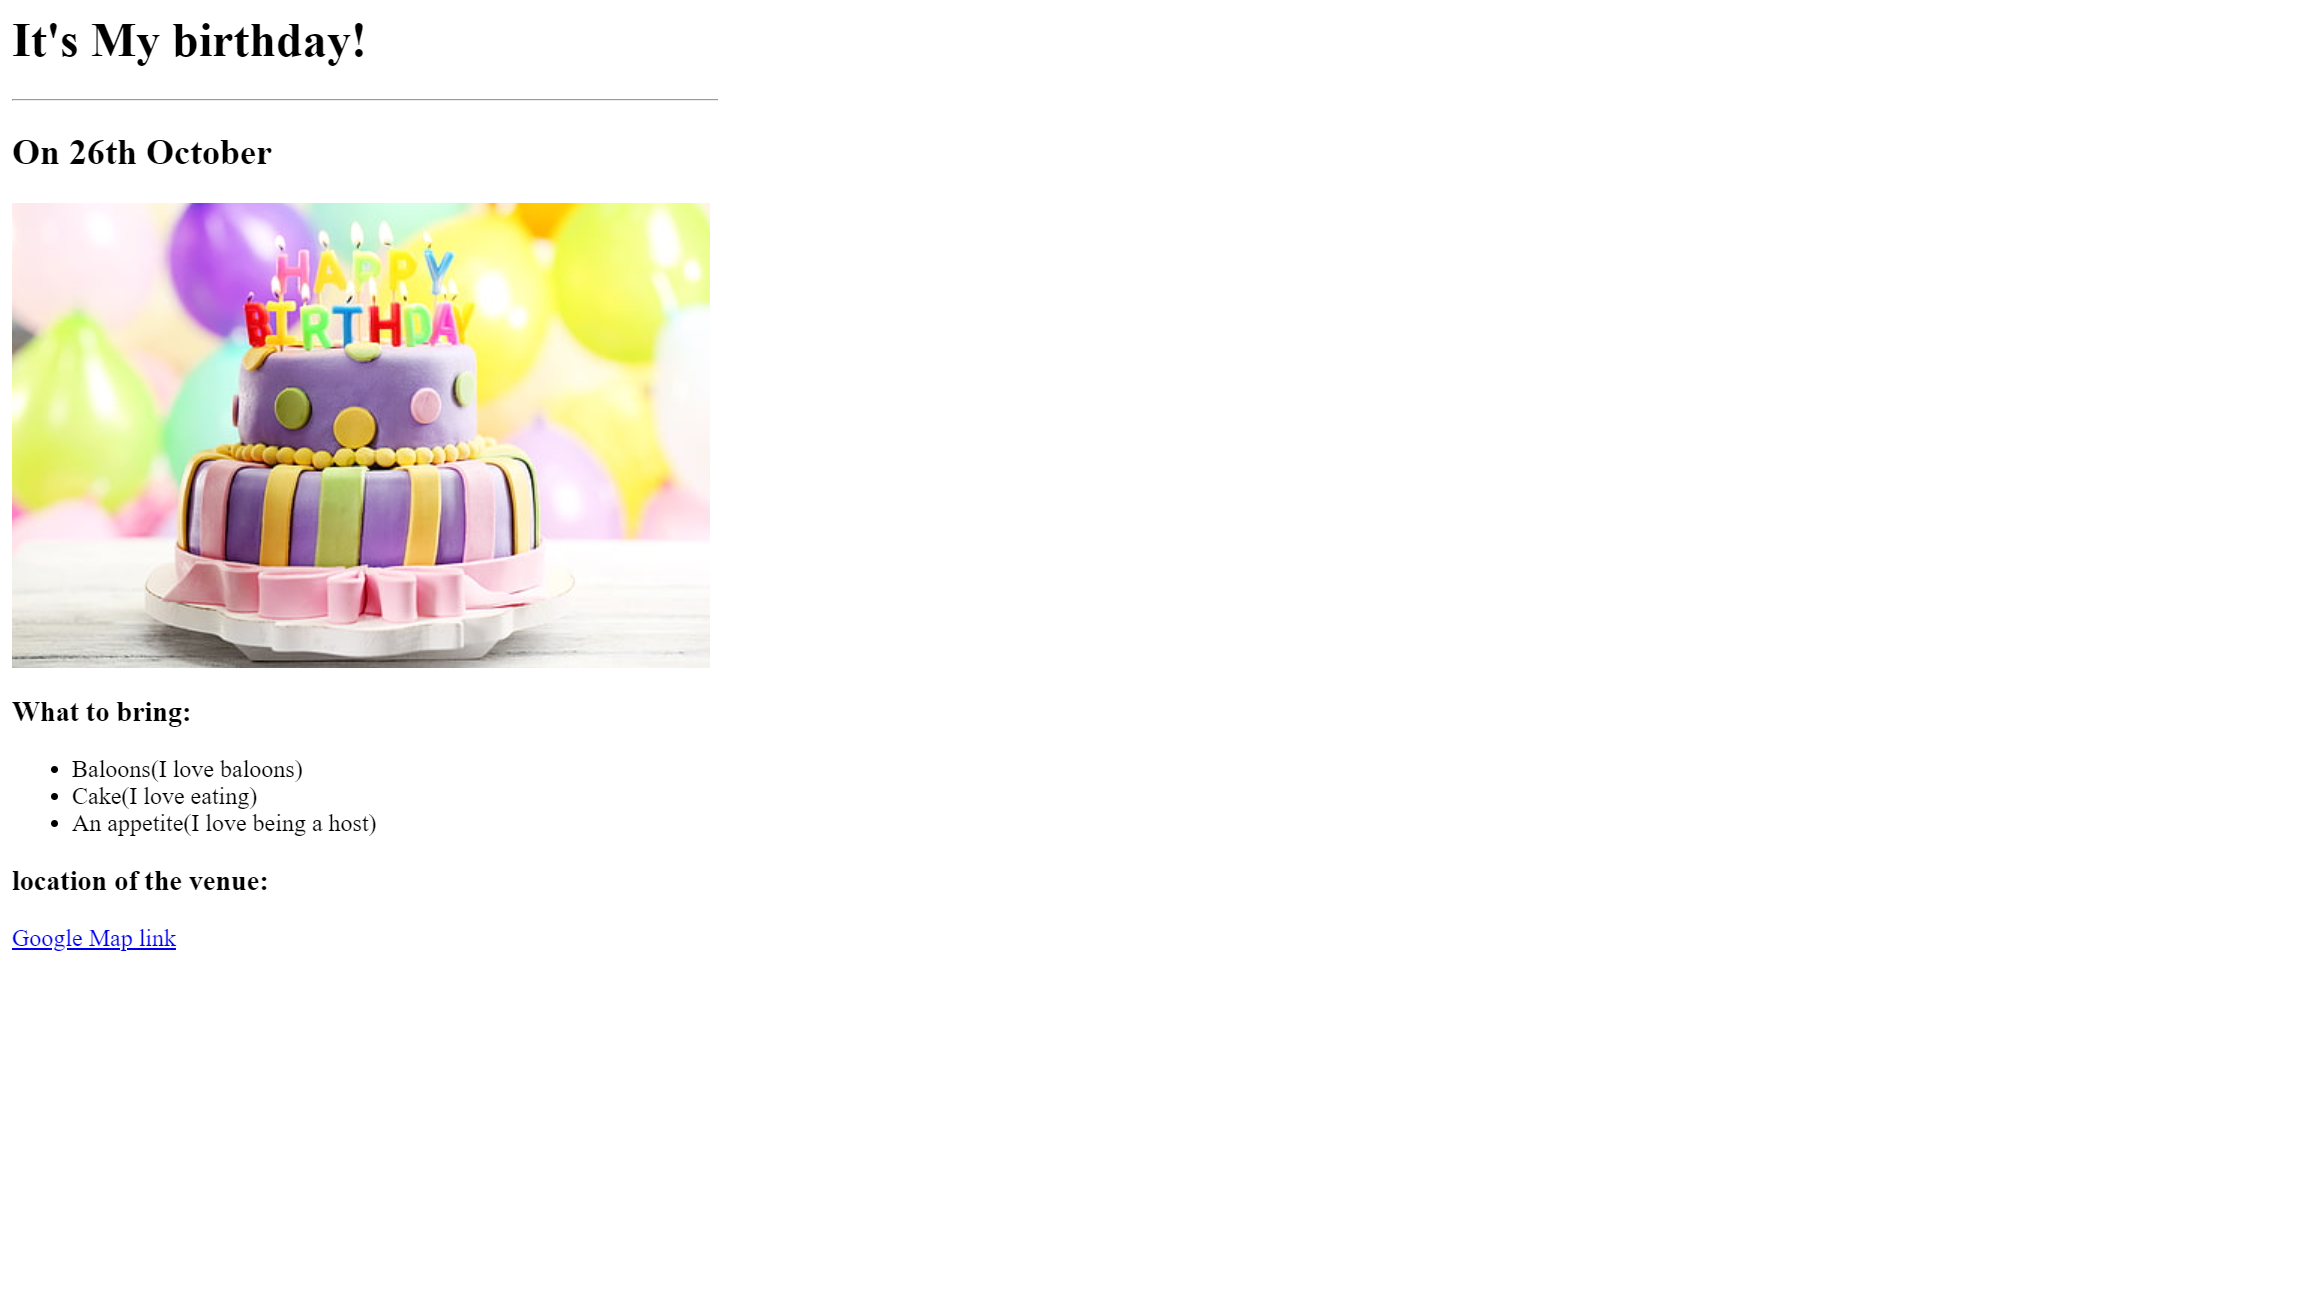 It's My birthday!
On 26th October
HAPPY
BIRTHDAY
What to bring:
Baloons(I love baloons)
Cake(I love eating)
An appetite(I love being a host)
location of the venue:
Google Map link